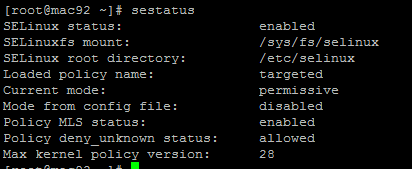 [root@mac92 ~]# sestatus
SELinux status:                 enabled
SELinuxfs mount:                /sys/fs/selinux
SELinux root directory:         /etc/selinux
Loaded policy name:             targeted
Current mode:                   permissive
Mode from config file:          disabled
Policy MLS status:              enabled
Policy deny_unknown status:     allowed
Max kernel policy version:      28
[root@mac92 ~]#